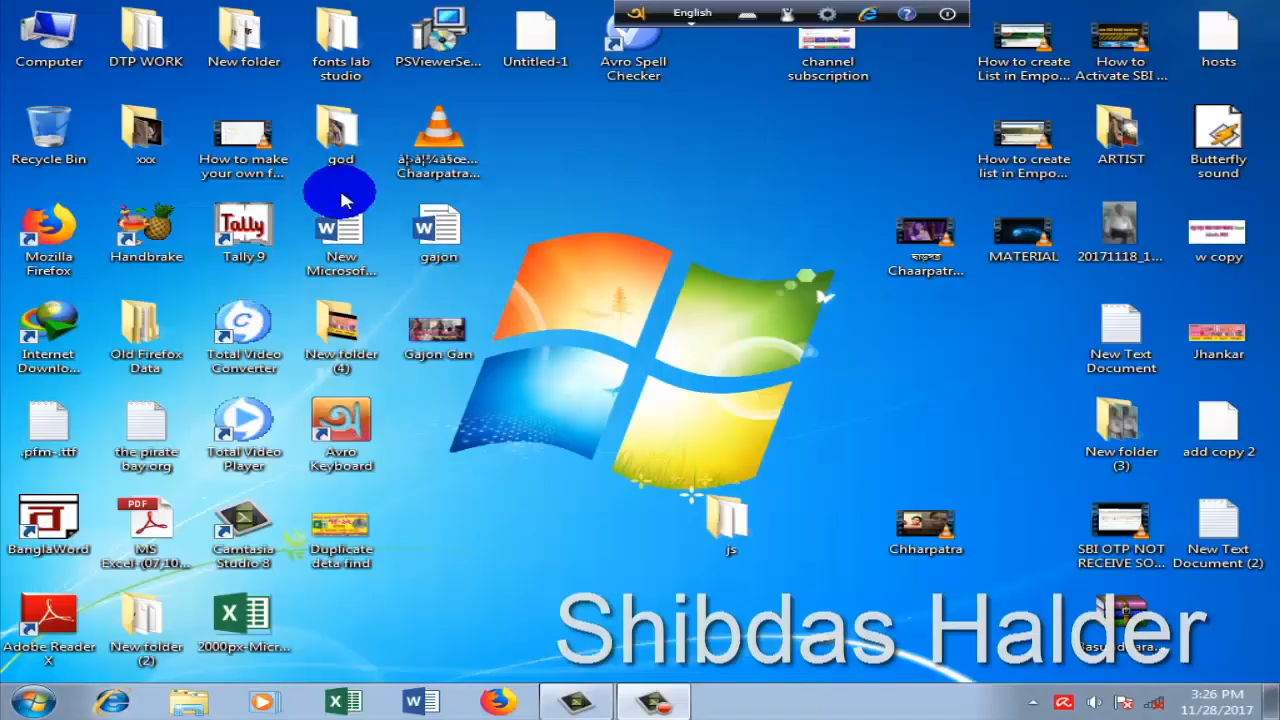 English
Computer
DTP WORK
New folder
fonts lab
studio
PSViewerSe...
Untitled-1
Avro Spell
Checker
channel
subscription
How to create
List in Empo...
How to
Activate SBI ...
hosts
Recycle Bin
xxx
How to make
your own f...
god
Chaarpatra...
How to create
list in Empo...
ARTIST
Butterfly
sound
Mozilla
Firefox
Handbrake
Tally
Tally 9
New
Microsof...
gajon
Chaarpatr...
MATERIAL
20171118_1...
w copy
Internet
Downlo...
Old Firefox
Data
Total Video
Converter
New folder
(4)
Gajon Gan
New Text
Document
Jhankar
.pfm-.ttf
the pirate
bay.org
Total Video
Player
Avro
Keyboard
New folder
(3)
add copy 2
BanglaWord
PDF
MS
Excel-(07,10...
Camtasia
Studio 8
Duplicate
deta find
js
Chharpatra
SBI OTP NOT
RECEIVE SO...
New Text
Document (2)
Adobe Reader
X
New folder
(2)
2000px-Micr...
Shibdas Halder
3:26 PM
11/28/2017